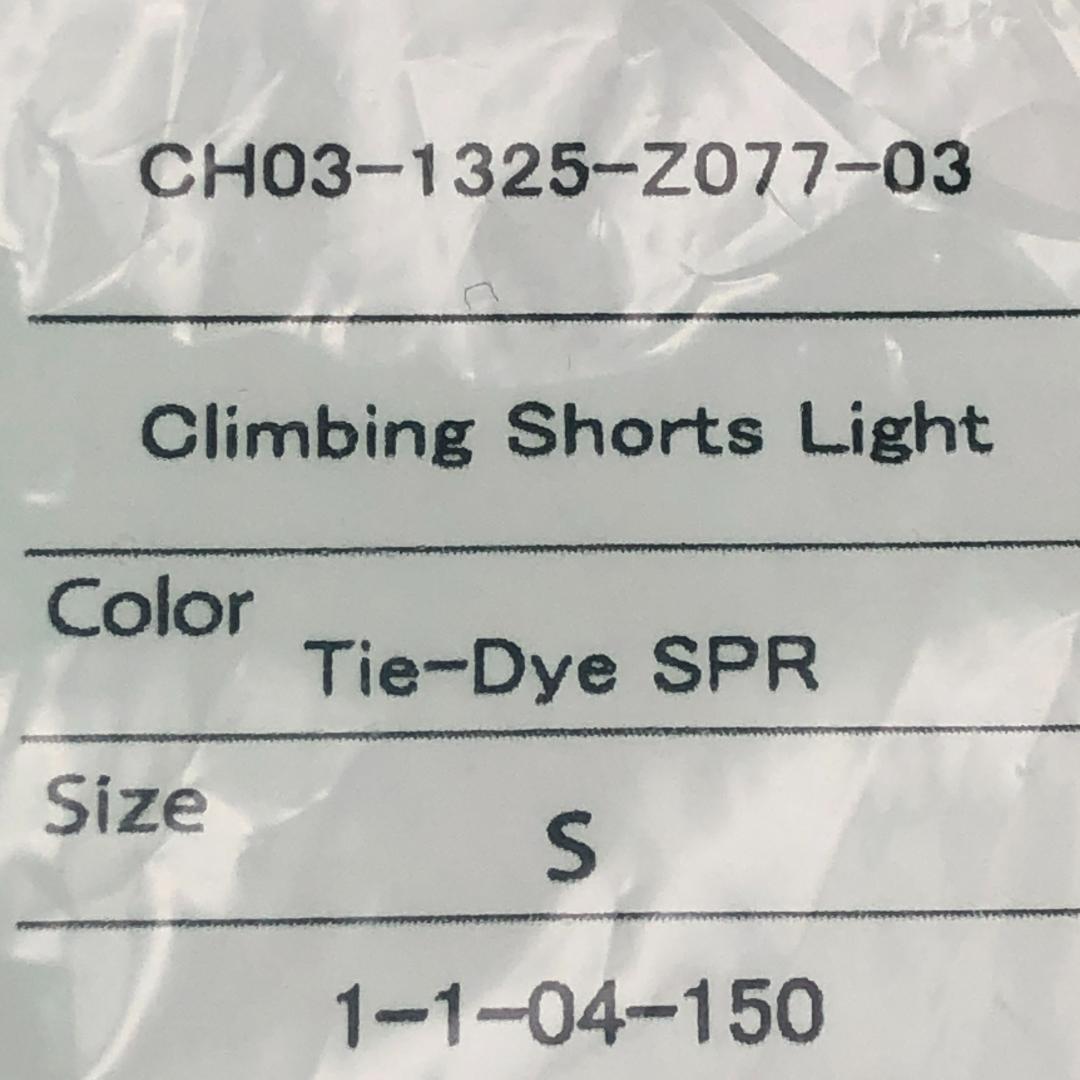 CH03-1325-Z077-03
Climbing Shorts Light
Color
Tie-Dye SPR
Size
S
1-1-04-150